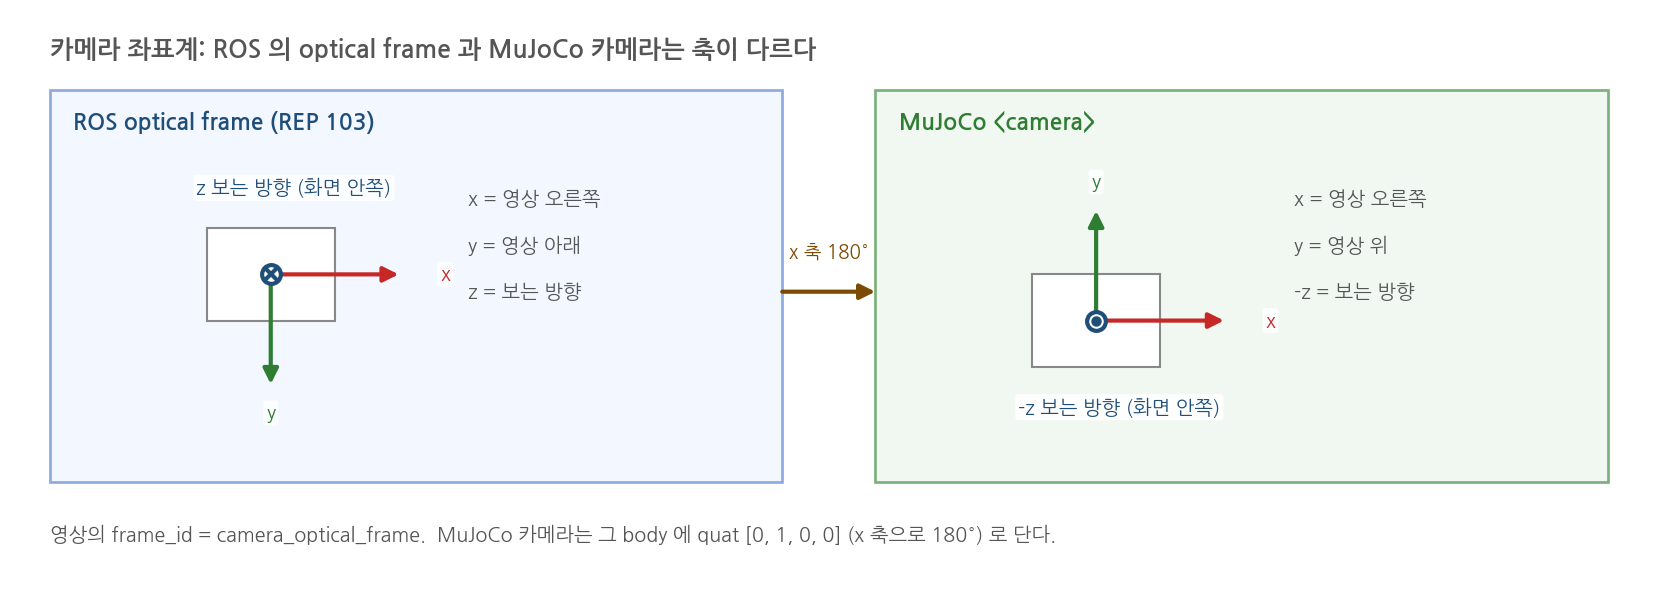 카메라 좌표계: ROS 의 optical frame 과 MuJoCo 카메라는 축이 다르다
ROS optical frame (REP 103)
z 보는 방향 (화면 안쪽)
x = 영상 오른쪽
y = 영상 아래
x
z = 보는 방향
y
x 축 180°
MuJoCo <camera>
y
x = 영상 오른쪽
y = 영상 위
-z = 보는 방향
x
-z 보는 방향 (화면 안쪽)
영상의 frame_id = camera_optical_frame.  MuJoCo 카메라는 그 body 에 quat [0, 1, 0, 0] (x 축으로 180°) 로 단다.